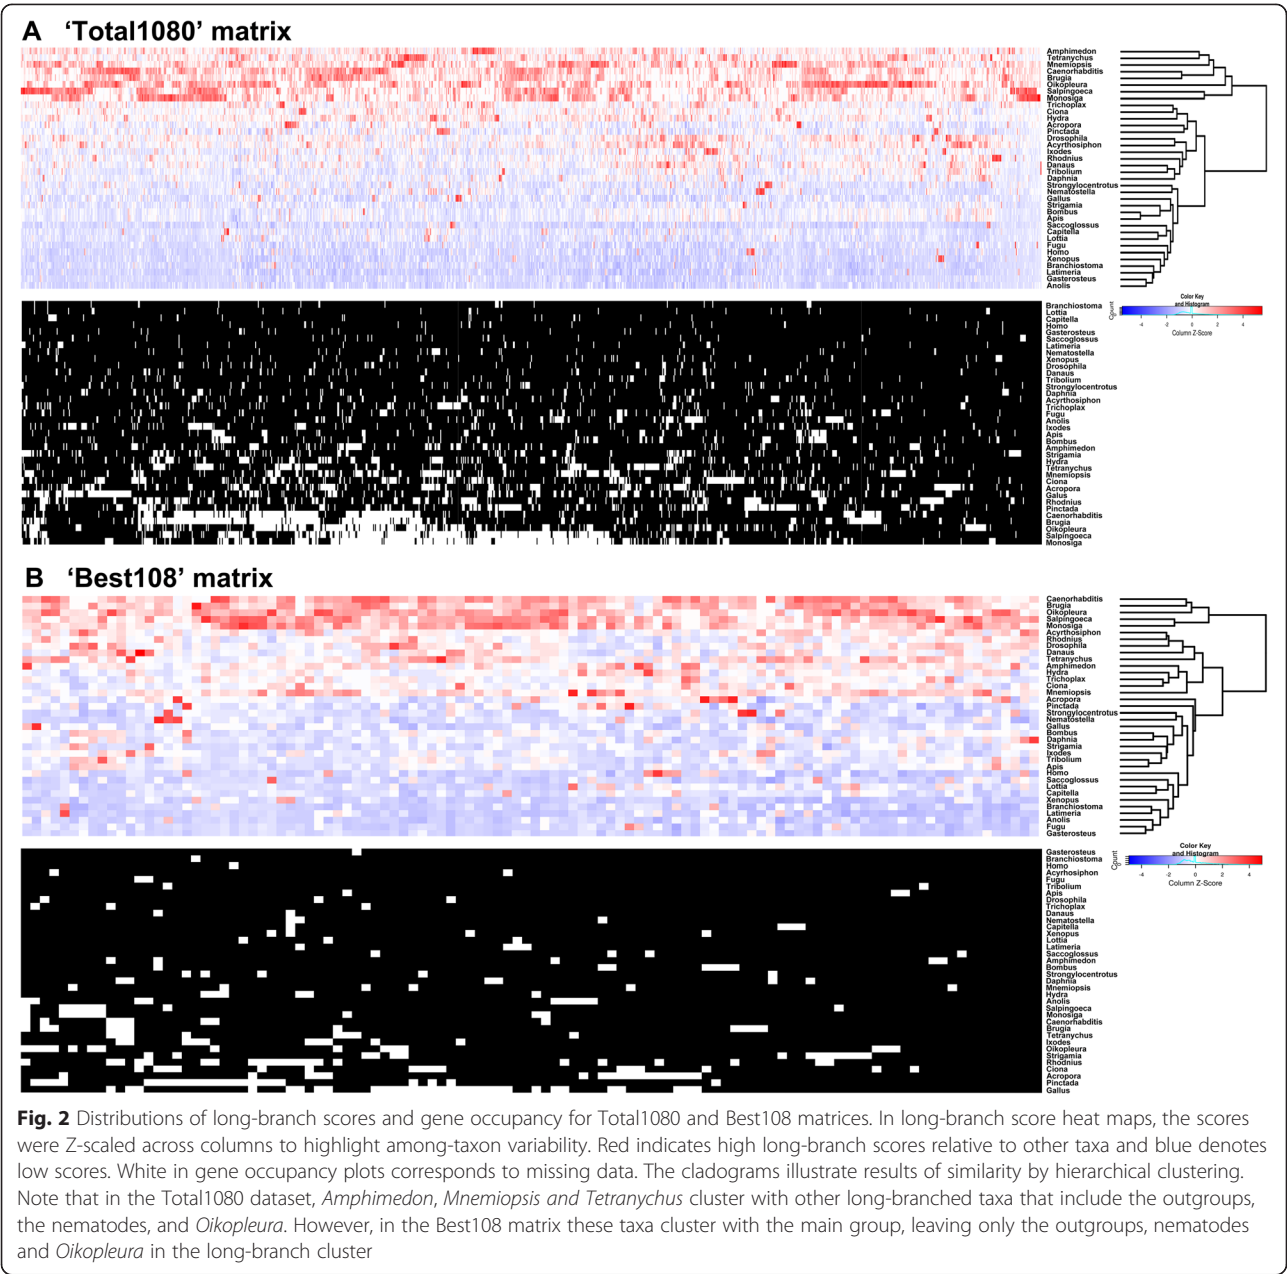 A ‘Total1080’ matrix
Amphimedon
Tetranychus
Mnemiopsis
Caenorhabditis
Brugia
Oikopleura
Salpingoeca
Monosiga
Trichoplax
Ciona
Hydra
Acropora
Pinctada
Drosophila
Acyrthosiphon
Ixodes
Rhodnius
Danaus
Tribolium
Daphnia
Strongylocentrotus
Nematostella
Gallus
Strigamia
Bombus
Apis
Saccoglossus
Capitella
Lottia
Fugu
Homo
Xenopus
Branchiostoma
Latimeria
Gasterosteus
Anolis
Color Key
and Histogram
Count
-4 -2 0 2 4
Column Z-Score
Branchiostoma
Lottia
Capitella
Homo
Gasterosteus
Saccoglossus
Latimeria
Nematostella
Xenopus
Drosophila
Danaus
Tribolium
Strongylocentrotus
Daphnia
Acyrthosiphon
Trichoplax
Fugu
Anolis
Ixodes
Apis
Bombus
Amphimedon
Strigamia
Hydra
Tetranychus
Mnemiopsis
Ciona
Acropora
Galus
Rhodnius
Pinctada
Caenorhabditis
Brugia
Oikopleura
Salpingoeca
Monosiga
B ‘Best108’ matrix
Caenorhabditis
Brugia
Oikopleura
Salpingoeca
Monosiga
Acyrthosiphon
Rhodnius
Drosophila
Danaus
Tetranychus
Amphimedon
Hydra
Trichoplax
Ciona
Mnemiopsis
Acropora
Pinctada
Strongylocentrotus
Nematostella
Gallus
Bombus
Daphnia
Strigamia
Ixodes
Tribolium
Apis
Homo
Saccoglossus
Lottia
Capitella
Xenopus
Branchiostoma
Latimeria
Anolis
Fugu
Gasterosteus
Color Key
and Histogram
Count
-4 -2 0 2 4
Column Z-Score
Gasterosteus
Branchiostoma
Homo
Acyrthosiphon
Fugu
Tribolium
Apis
Drosophila
Trichoplax
Danaus
Nematostella
Capitella
Xenopus
Lottia
Latimeria
Saccoglossus
Amphimedon
Bombus
Strongylocentrotus
Daphnia
Mnemiopsis
Hydra
Anolis
Salpingoeca
Monosiga
Caenorhabditis
Brugia
Tetranychus
Ixodes
Oikopleura
Strigamia
Rhodnius
Ciona
Acropora
Pinctada
Gallus
Fig. 2 Distributions of long-branch scores and gene occupancy for Total1080 and Best108 matrices. In long-branch score heat maps, the scores
were Z-scaled across columns to highlight among-taxon variability. Red indicates high long-branch scores relative to other taxa and blue denotes
low scores. White in gene occupancy plots corresponds to missing data. The cladograms illustrate results of similarity by hierarchical clustering.
Note that in the Total1080 dataset, Amphimedon, Mnemiopsis and Tetranychus cluster with other long-branched taxa that include the outgroups,
the nematodes, and Oikopleura. However, in the Best108 matrix these taxa cluster with the main group, leaving only the outgroups, nematodes
and Oikopleura in the long-branch cluster